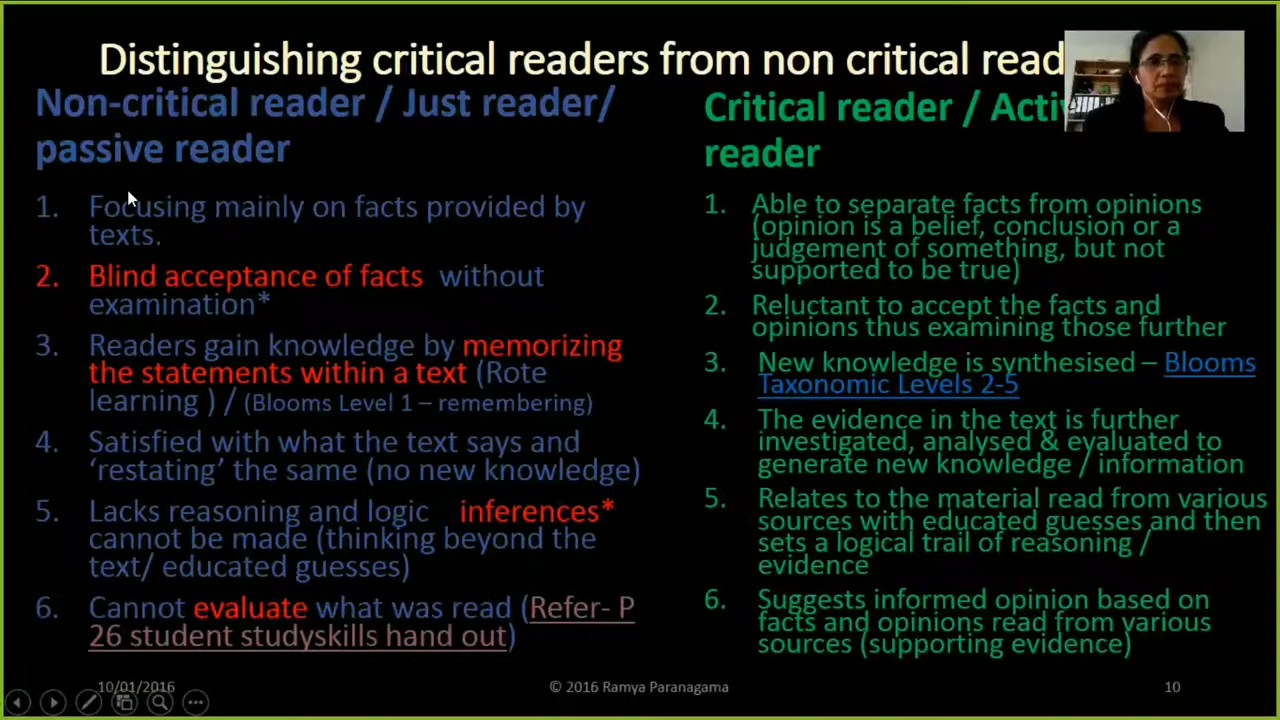 Distinguishing critical readers from non critical read
Non-critical reader / Just reader/
passive reader
1. Focusing mainly on facts provided by
texts.
2. Blind acceptance of facts without
examination*
3. Readers gain knowledge by memorizing
the statements within a text (Rote
learning ) / (Blooms Level 1 – remembering)
4. Satisfied with what the text says and
‘restating’ the same (no new knowledge)
5. Lacks reasoning and logic inferences*
cannot be made (thinking beyond the
text/ educated guesses)
6. Cannot evaluate what was read (Refer- P
26 student studyskills hand out)
Critical reader / Activ
reader
1. Able to separate facts from opinions
(opinion is a belief, conclusion or a
judgement of something, but not
supported to be true)
2. Reluctant to accept the facts and
opinions thus examining those further
3. New knowledge is synthesised – Blooms
Taxonomic Levels 2-5
4. The evidence in the text is further
investigated, analysed & evaluated to
generate new knowledge / information
5. Relates to the material read from various
sources with educated guesses and then
sets a logical trail of reasoning /
evidence
6. Suggests informed opinion based on
facts and opinions read from various
sources (supporting evidence)
10/01/2016
© 2016 Ramya Paranagama
10